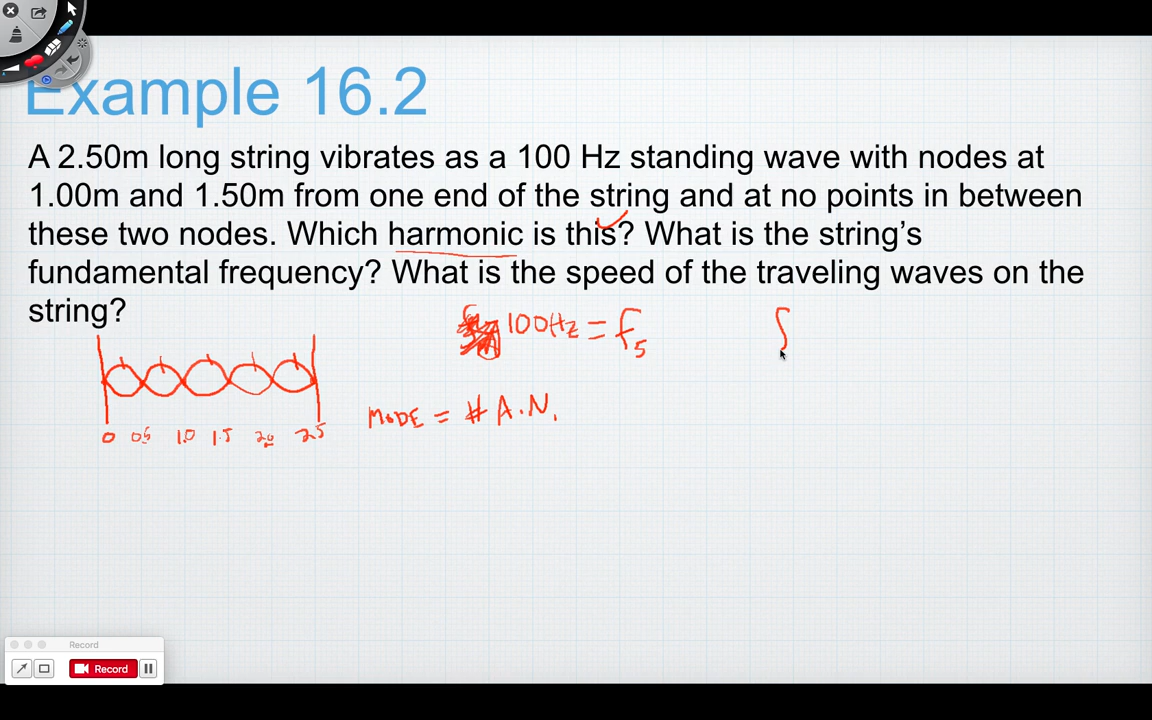 Example 16.2
A 2.50m long string vibrates as a 100 Hz standing wave with nodes at
1.00m and 1.50m from one end of the string and at no points in between
these two nodes. Which harmonic is this? What is the string’s
fundamental frequency? What is the speed of the traveling waves on the
string?
100Hz = f5
MODE = # A.N.
0 0.5 1.0 1.5 2.0 2.5
Record
Record